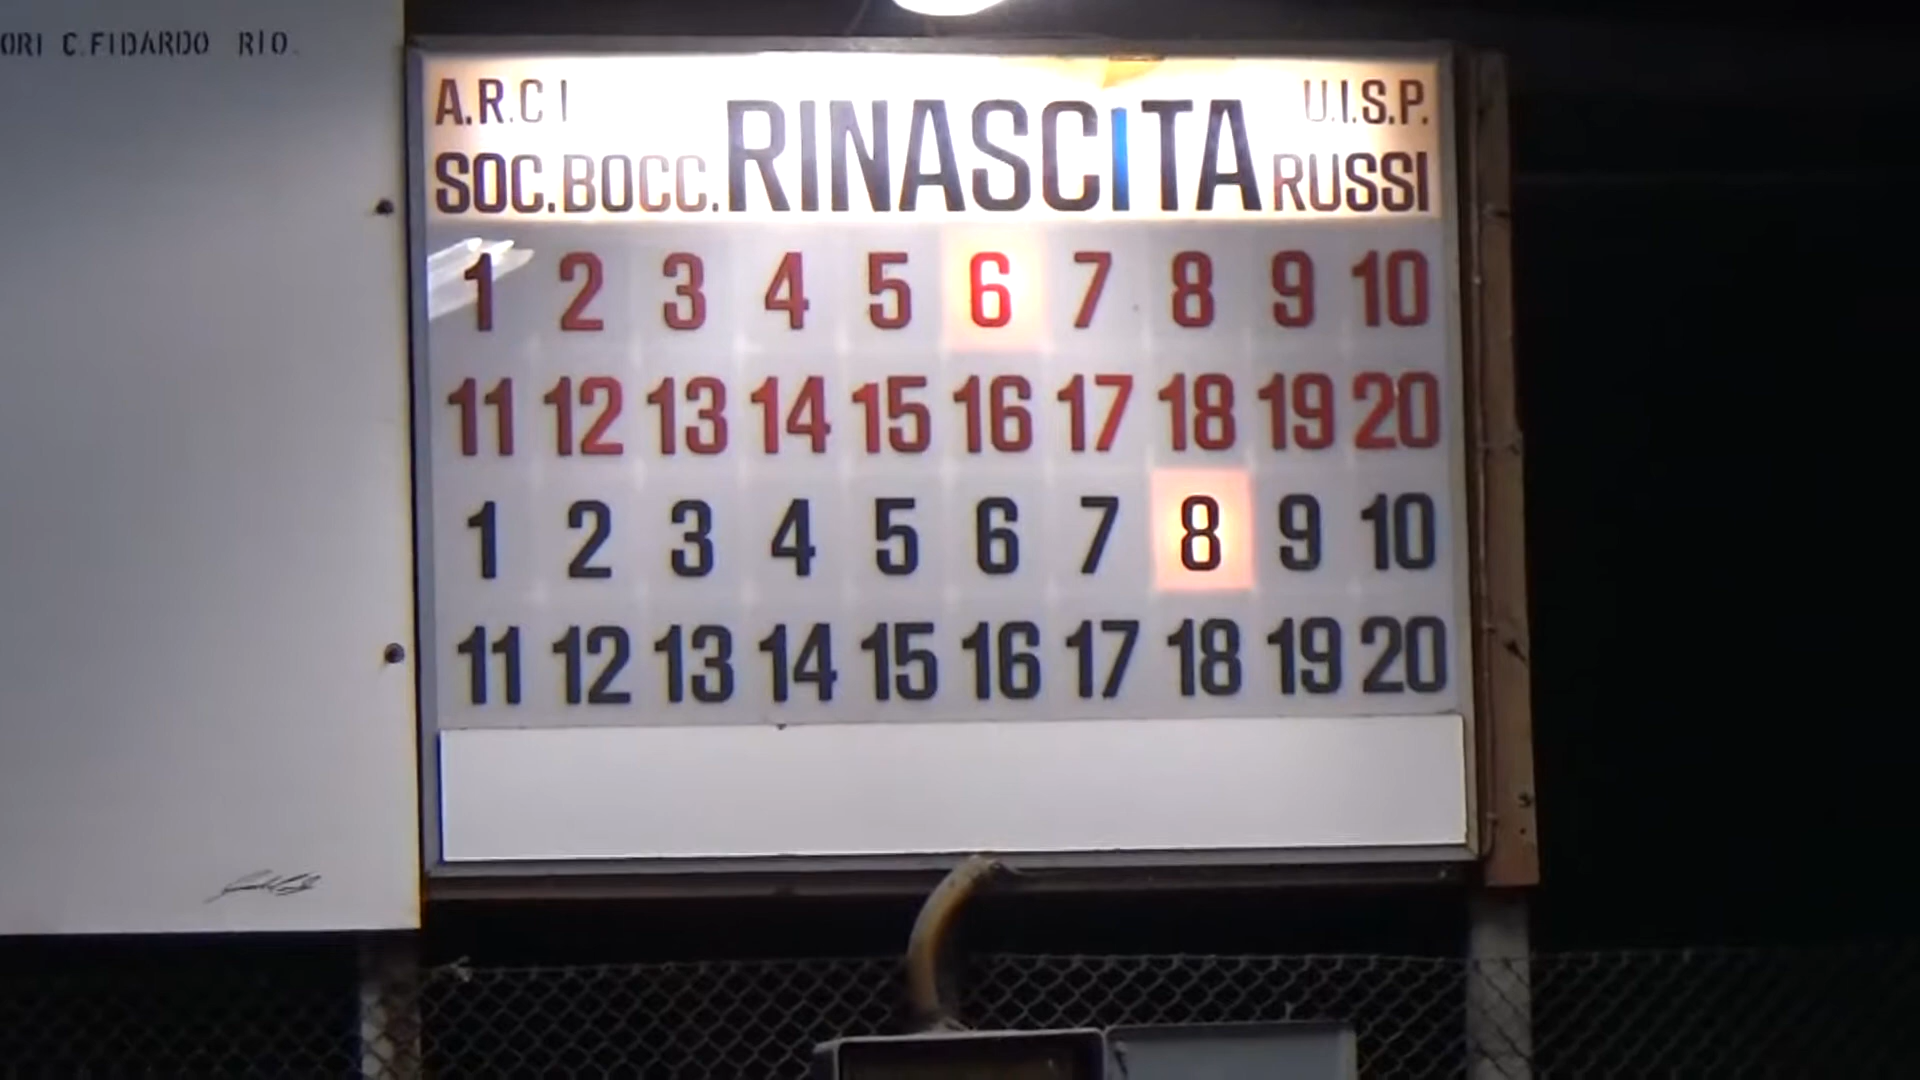 ORI C.FIDARDO RIO.
A.R.C I U.I.S.P.
SOC.BOCC. RINASCITA RUSSI
1 2 3 4 5 6 7 8 9 10
11 12 13 14 15 16 17 18 19 20
1 2 3 4 5 6 7 8 9 10
11 12 13 14 15 16 17 18 19 20